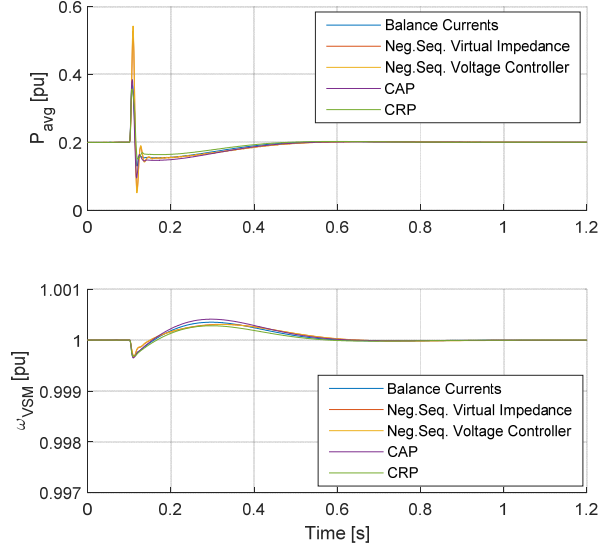 0.6
0.4
0.2
0
P_avg [pu]
Balance Currents
Neg.Seq. Virtual Impedance
Neg.Seq. Voltage Controller
CAP
CRP
0 0.2 0.4 0.6 0.8 1 1.2
1.001
1
0.999
0.998
0.997
ω_VSM [pu]
Balance Currents
Neg.Seq. Virtual Impedance
Neg.Seq. Voltage Controller
CAP
CRP
0 0.2 0.4 0.6 0.8 1 1.2
Time [s]